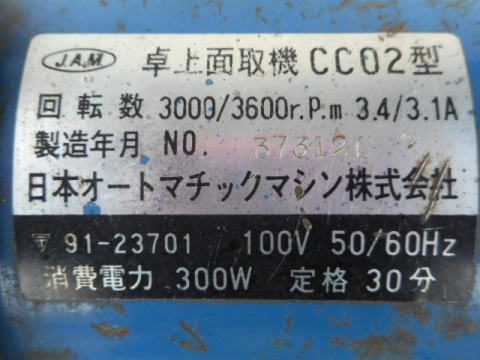 J.A.M 卓上面取機 CC02型
回転数 3000/3600r.P.m 3.4/3.1A
製造年月 NO.
日本オートマチックマシン株式会社
〒 91-23701 100V 50/60Hz
消費電力 300W 定格 30分